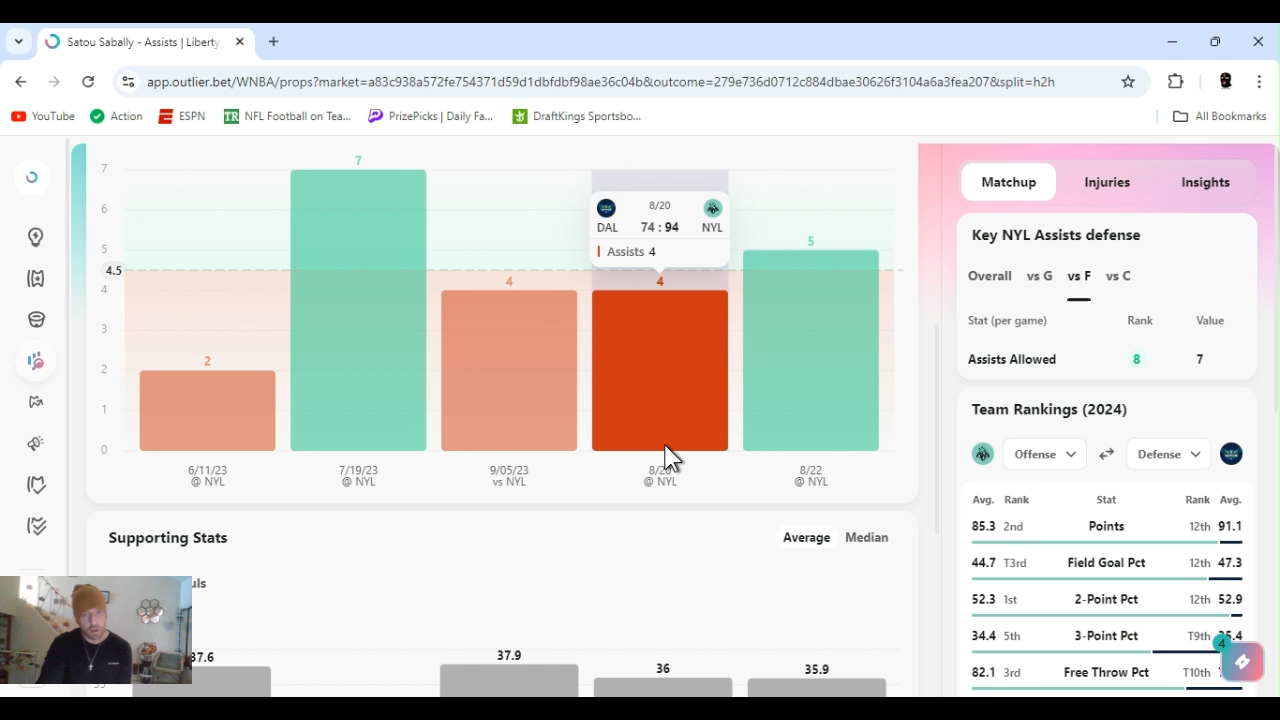 Satou Sabally - Assists | Liberty
app.outlier.bet/WNBA/props?market=a83c938a572fe754371d59d1dbfdbf98ae36c04b&outcome=279e736d0712c884dbae30626f3104a6a3fea207&split=h2h
YouTube Action ESPN NFL Football on Tea... PrizePicks | Daily Fa... DraftKings Sportsbo... All Bookmarks
7
6
5
4.5
4
3
2
1
0
2 7 4 4 5
8/20
DAL 74 : 94 NYL
Assists 4
6/11/23 7/19/23 9/05/23 8/22
@ NYL @ NYL vs NYL @ NYL @ NYL
Supporting Stats Average Median
37.6 37.9 36 35.9
Matchup Injuries Insights
Key NYL Assists defense
Overall vs G vs F vs C
Stat (per game) Rank Value
Assists Allowed 8 7
Team Rankings (2024)
Offense Defense
Avg. Rank Stat Rank Avg.
85.3 2nd Points 12th 91.1
44.7 T3rd Field Goal Pct 12th 47.3
52.3 1st 2-Point Pct 12th 52.9
34.4 5th 3-Point Pct T9th
4
82.1 3rd Free Throw Pct T10th